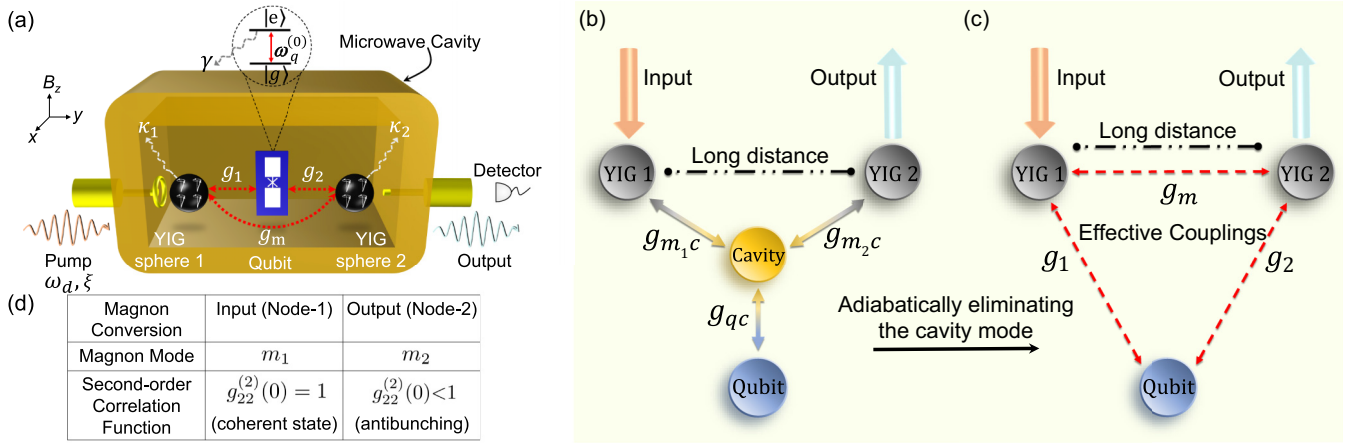 (a)
|e⟩
ω_q^(0)
|g⟩
γ
Microwave Cavity
B_z
x
y
κ_1
κ_2
g_1
g_2
g_m
Detector
YIG
sphere 1
Qubit
YIG
sphere 2
Pump
ω_d, ξ
Output
(d)
Magnon
Conversion
Input (Node-1)
Output (Node-2)
Magnon Mode
m_1
m_2
Second-order
Correlation
Function
g_22^(2)(0) = 1
(coherent state)
g_22^(2)(0)<1
(antibunching)
(b)
Input
Output
Long distance
YIG 1
YIG 2
g_{m_1c}
g_{m_2c}
Cavity
g_{qc}
Qubit
Adiabatically eliminating
the cavity mode
(c)
Input
Output
Long distance
YIG 1
YIG 2
g_m
Effective Couplings
g_1
g_2
Qubit